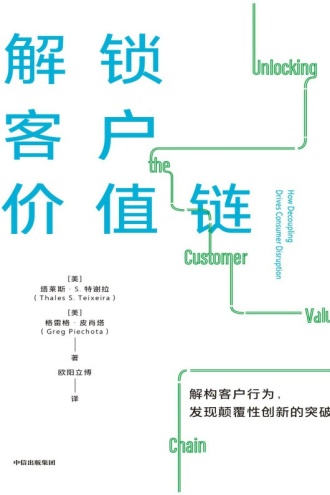 解锁
客户
价值链
Unlocking
the
Customer
Valu
Chain
How Decoupling
Drives Consumer Disruption
[美]
塔莱斯·S.特谢拉
(Thales S. Teixeira)
[美]
格雷格·皮肖塔
(Greg Piechota)
著
欧阳立博
译
解构客户行为，
发现颠覆性创新的突破
中信出版集团